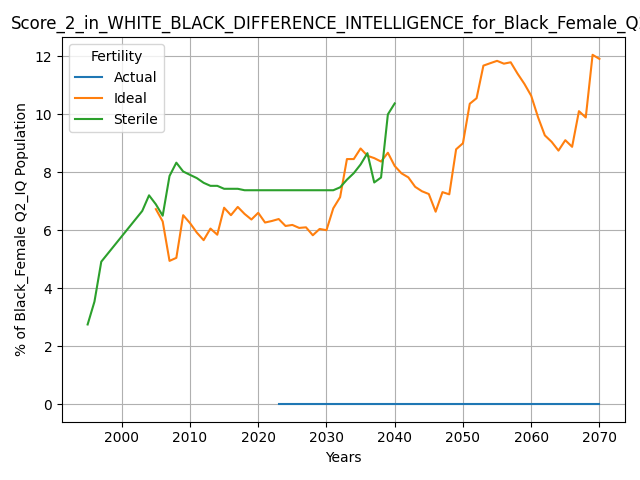 Score_2_in_WHITE_BLACK_DIFFERENCE_INTELLIGENCE_for_Black_Female_Q
Fertility
Actual
Ideal
Sterile
% of Black_Female Q2_IQ Population
12
10
8
6
4
2
0
2000 2010 2020 2030 2040 2050 2060 2070
Years